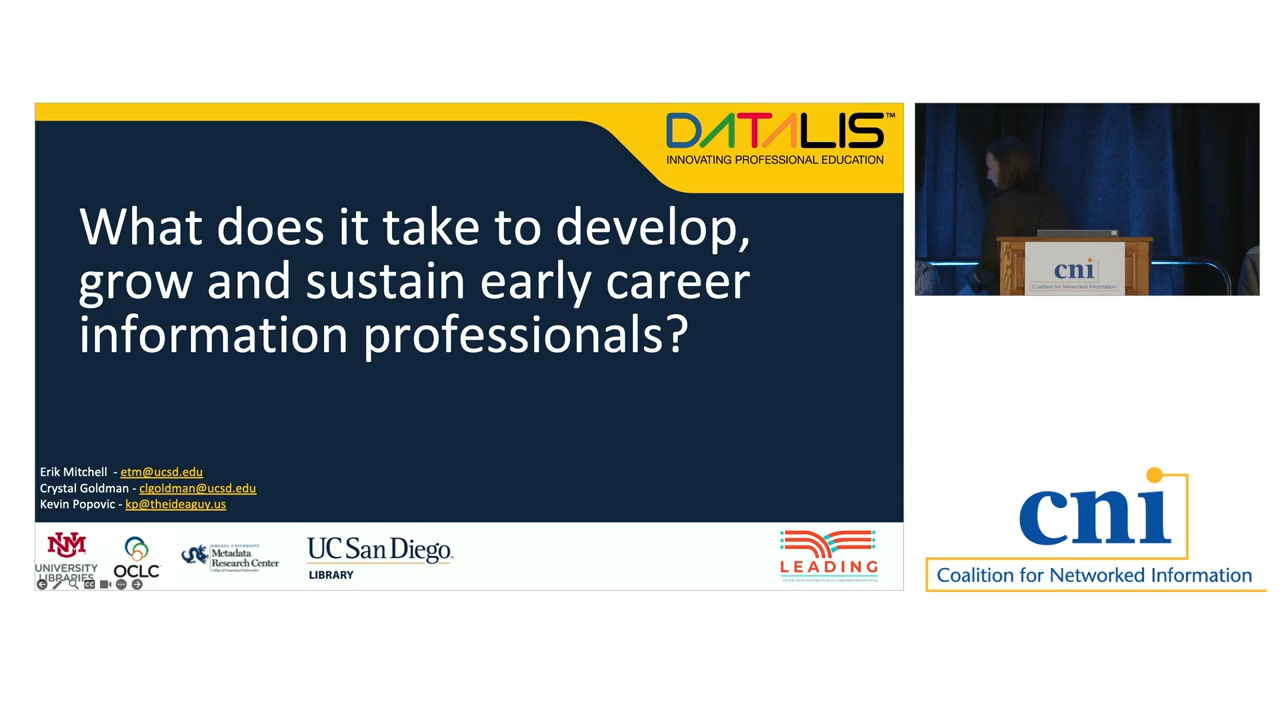 DATALIS™
INNOVATING PROFESSIONAL EDUCATION
What does it take to develop,
grow and sustain early career
information professionals?
Erik Mitchell - etm@ucsd.edu
Crystal Goldman - clgoldman@ucsd.edu
Kevin Popovic - kp@theideaguy.us
UNM
UNIVERSITY
LIBRARIES
OCLC
Metadata
Research Center
UC San Diego
LIBRARY
LEADING
cni
Coalition for Networked Information
cni
Coalition for Networked Information